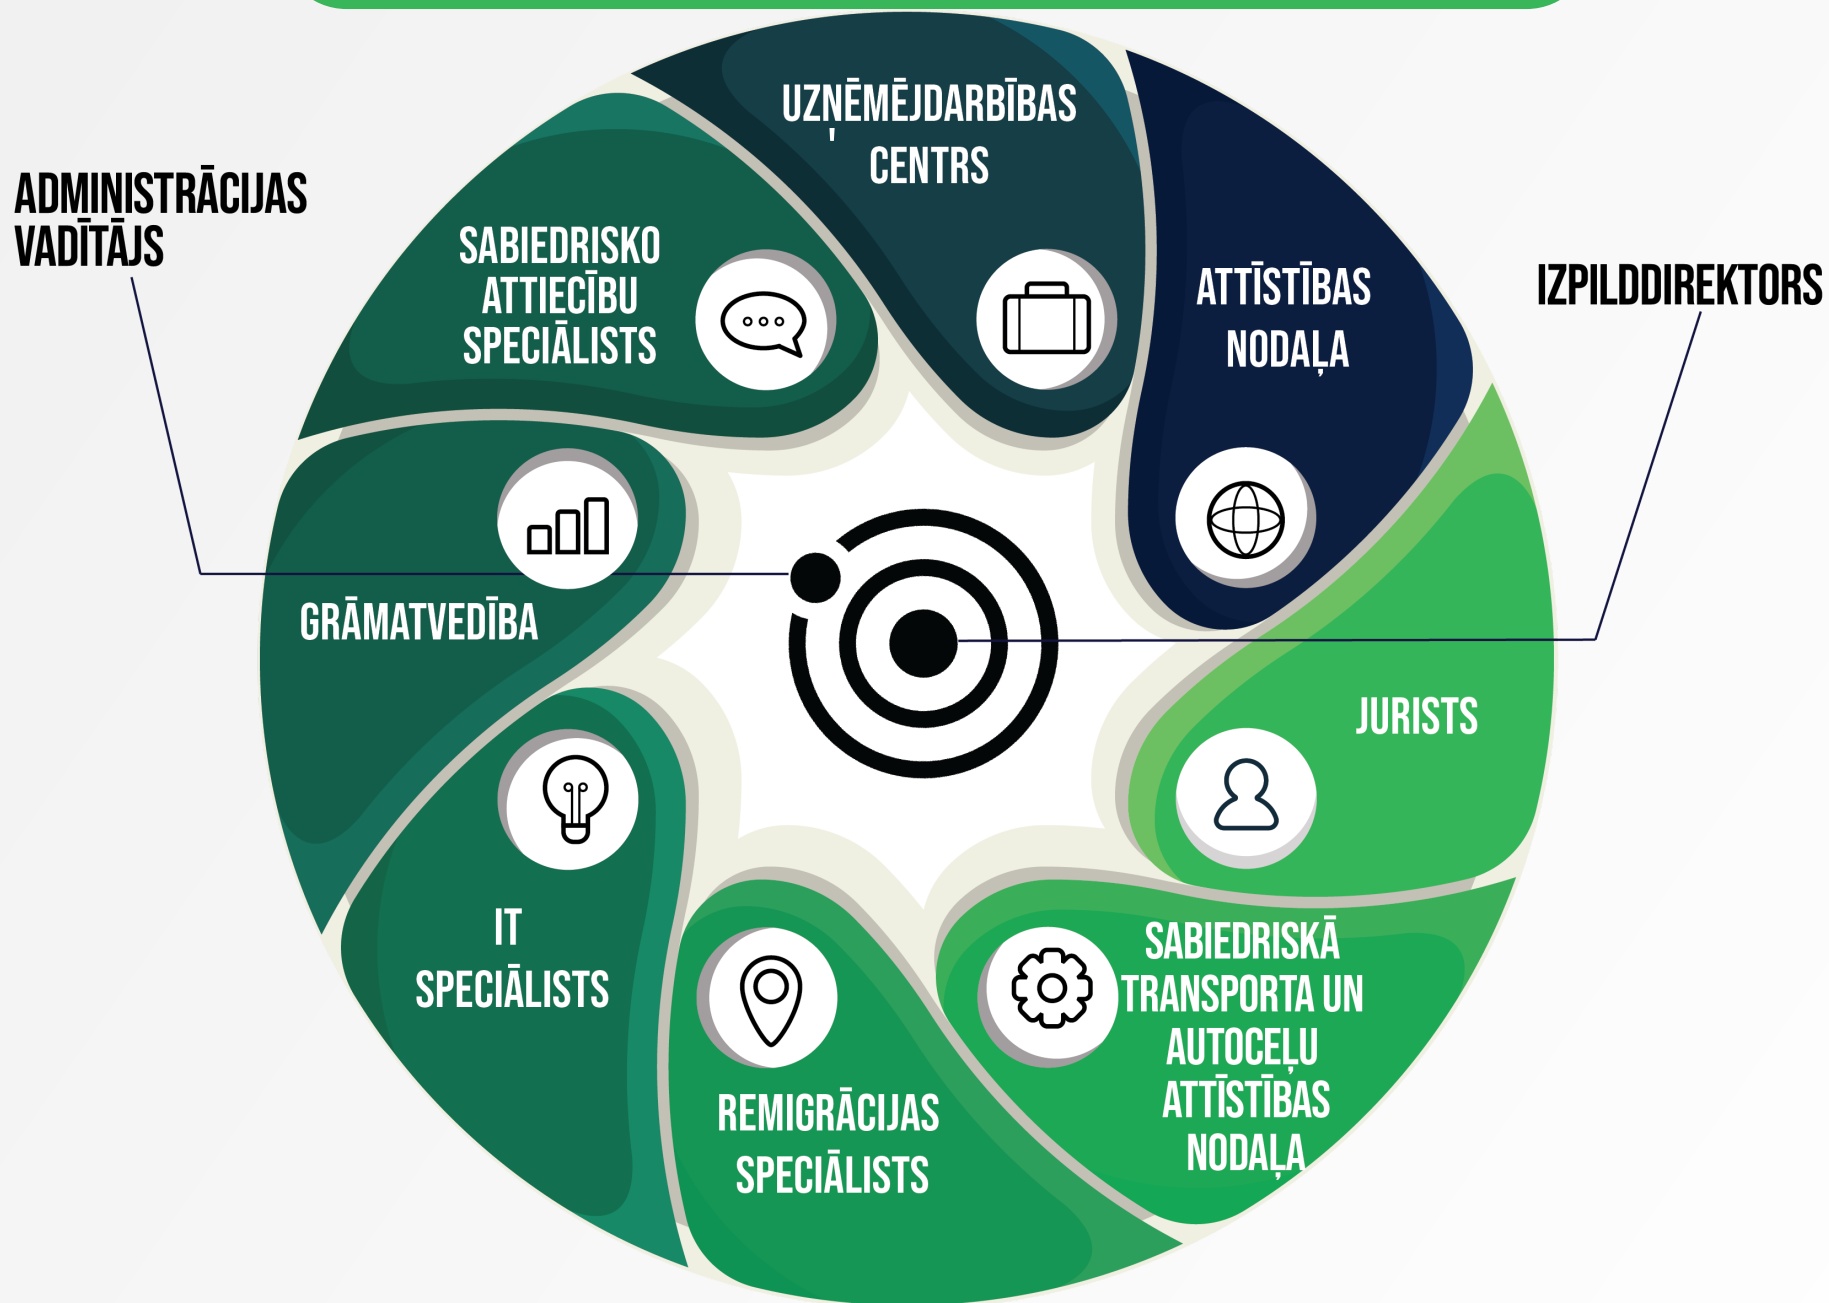 UZŅĒMĒJDARBĪBAS
CENTRS
ADMINISTRĀCIJAS
VADĪTĀJS
SABIEDRISKO
ATTIECĪBU
SPECIĀLISTS
ATTĪSTĪBAS
NODAĻA
IZPILDDIREKTORS
GRĀMATVEDĪBA
JURISTS
IT
SPECIĀLISTS
SABIEDRISKĀ
TRANSPORTA UN
AUTOCEĻU
ATTĪSTĪBAS
NODAĻA
REMIGRĀCIJAS
SPECIĀLISTS